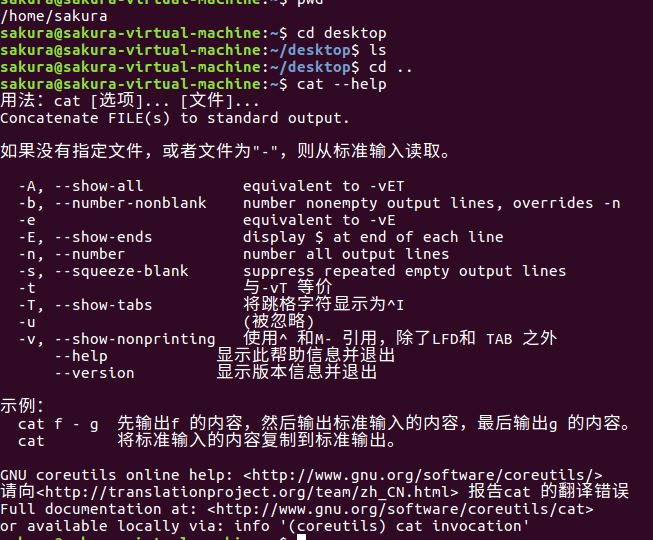 sakura@sakura-virtual-machine:~$ pwd
/home/sakura
sakura@sakura-virtual-machine:~$ cd desktop
sakura@sakura-virtual-machine:~/desktop$ ls
sakura@sakura-virtual-machine:~/desktop$ cd ..
sakura@sakura-virtual-machine:~$ cat --help
用法：cat [选项]... [文件]...
Concatenate FILE(s) to standard output.
如果没有指定文件，或者文件为"-"，则从标准输入读取。
-A, --show-all equivalent to -vET
-b, --number-nonblank number nonempty output lines, overrides -n
-e equivalent to -vE
-E, --show-ends display $ at end of each line
-n, --number number all output lines
-s, --squeeze-blank suppress repeated empty output lines
-t 与-vT 等价
-T, --show-tabs 将跳格字符显示为^I
-u (被忽略)
-v, --show-nonprinting 使用^ 和M- 引用，除了LFD和 TAB 之外
--help 显示此帮助信息并退出
--version 显示版本信息并退出
示例：
cat f - g 先输出f 的内容，然后输出标准输入的内容，最后输出g 的内容。
cat 将标准输入的内容复制到标准输出。
GNU coreutils online help: <http://www.gnu.org/software/coreutils/>
请向<http://translationproject.org/team/zh_CN.html> 报告cat 的翻译错误
Full documentation at: <http://www.gnu.org/software/coreutils/cat>
or available locally via: info '(coreutils) cat invocation'
sakura@sakura-virtual-machine:~$